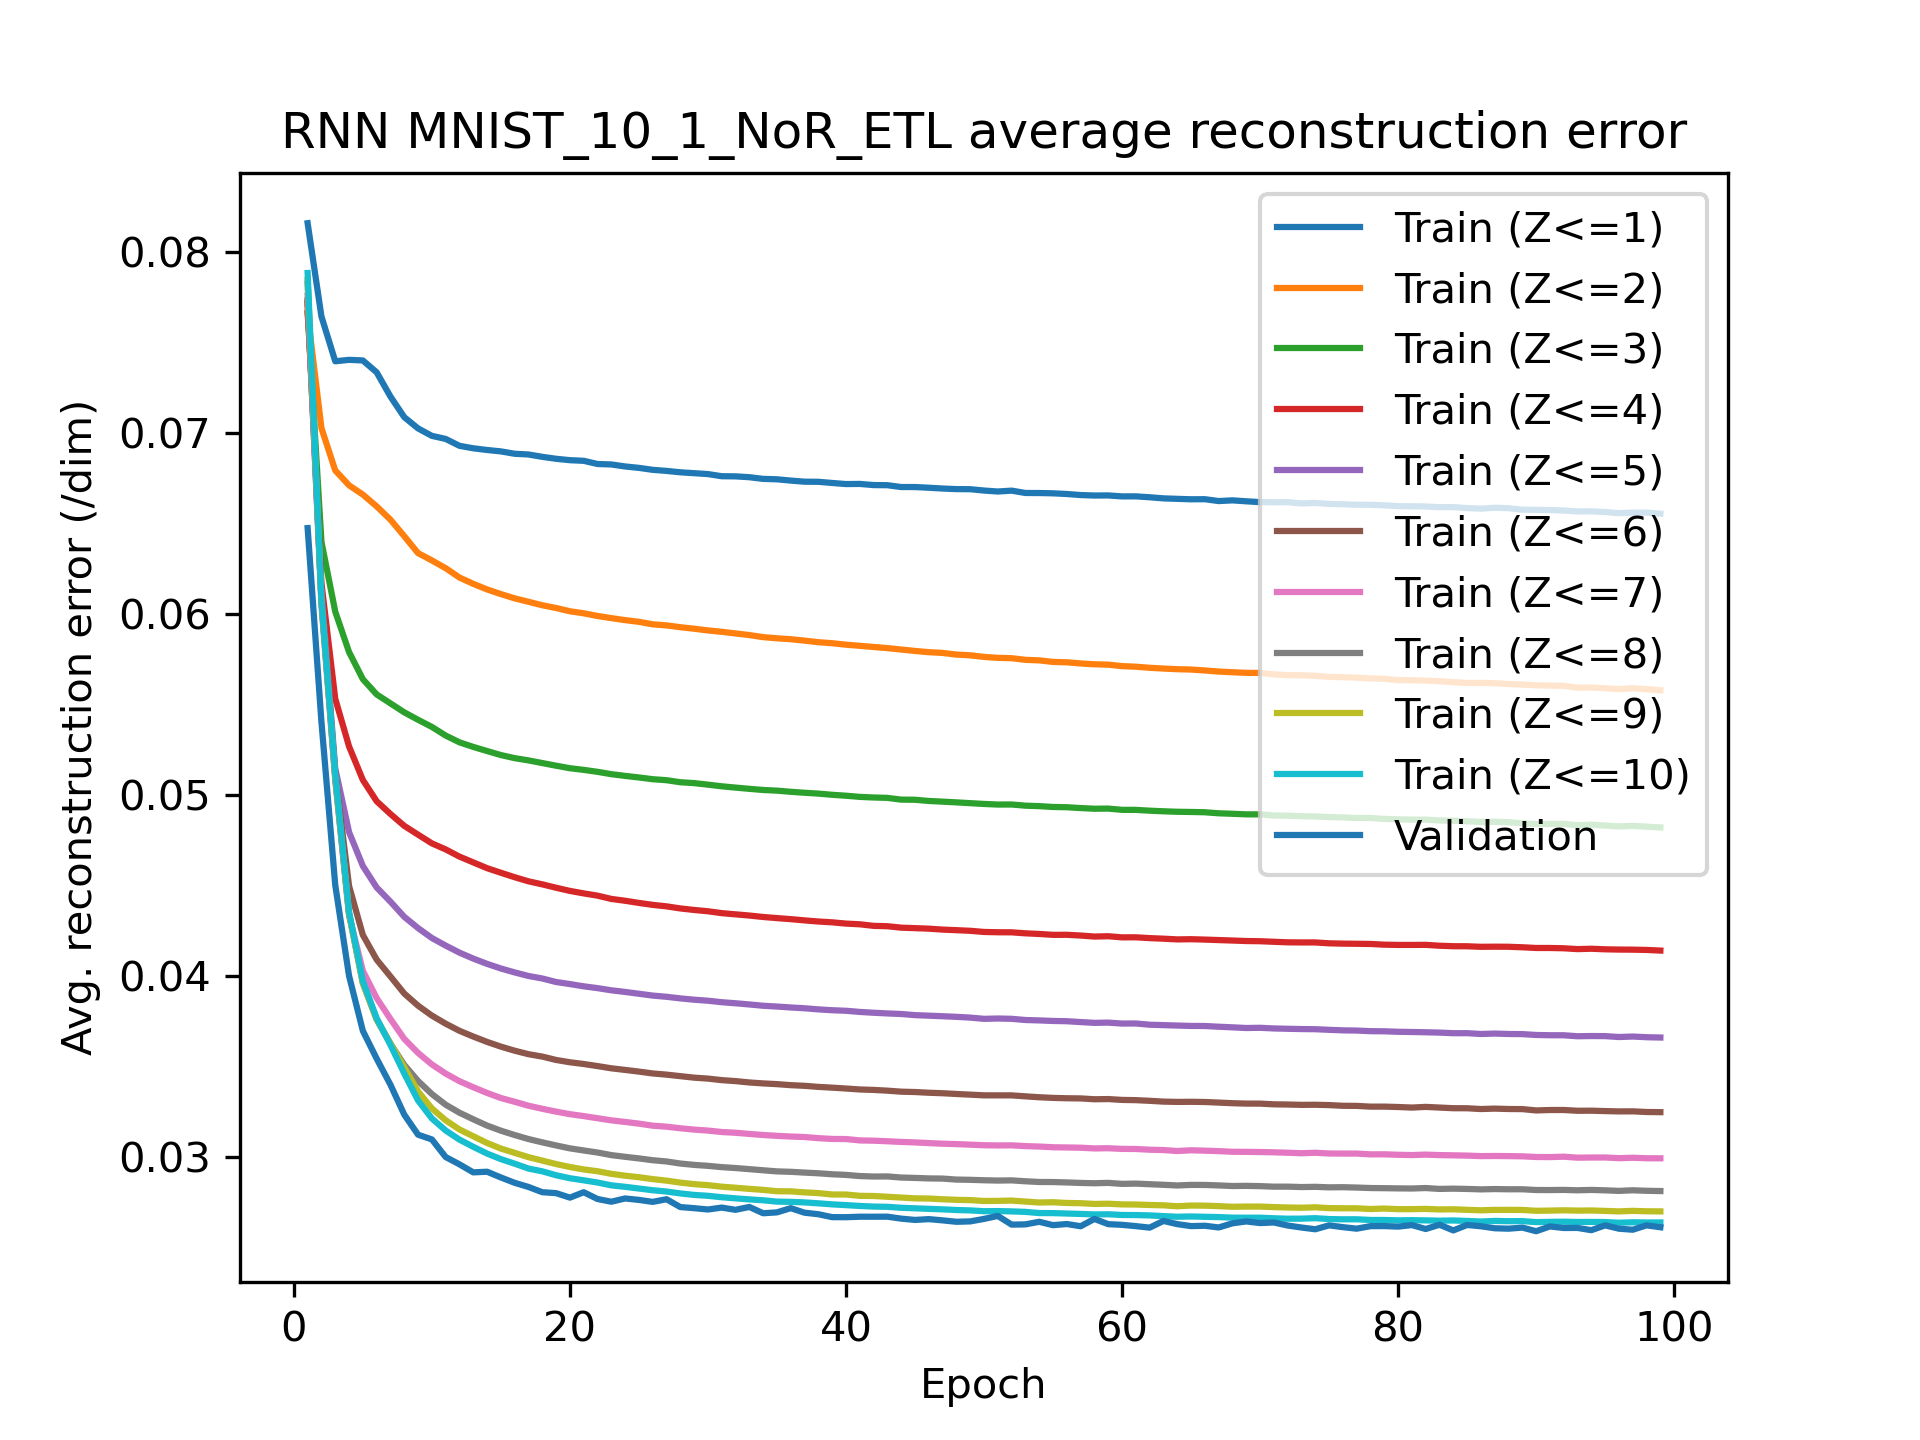 RNN MNIST_10_1_NoR_ETL average reconstruction error
Avg. reconstruction error (/dim)
0.08
0.07
0.06
0.05
0.04
0.03
Train (Z<=1)
Train (Z<=2)
Train (Z<=3)
Train (Z<=4)
Train (Z<=5)
Train (Z<=6)
Train (Z<=7)
Train (Z<=8)
Train (Z<=9)
Train (Z<=10)
Validation
0 20 40 60 80 100
Epoch